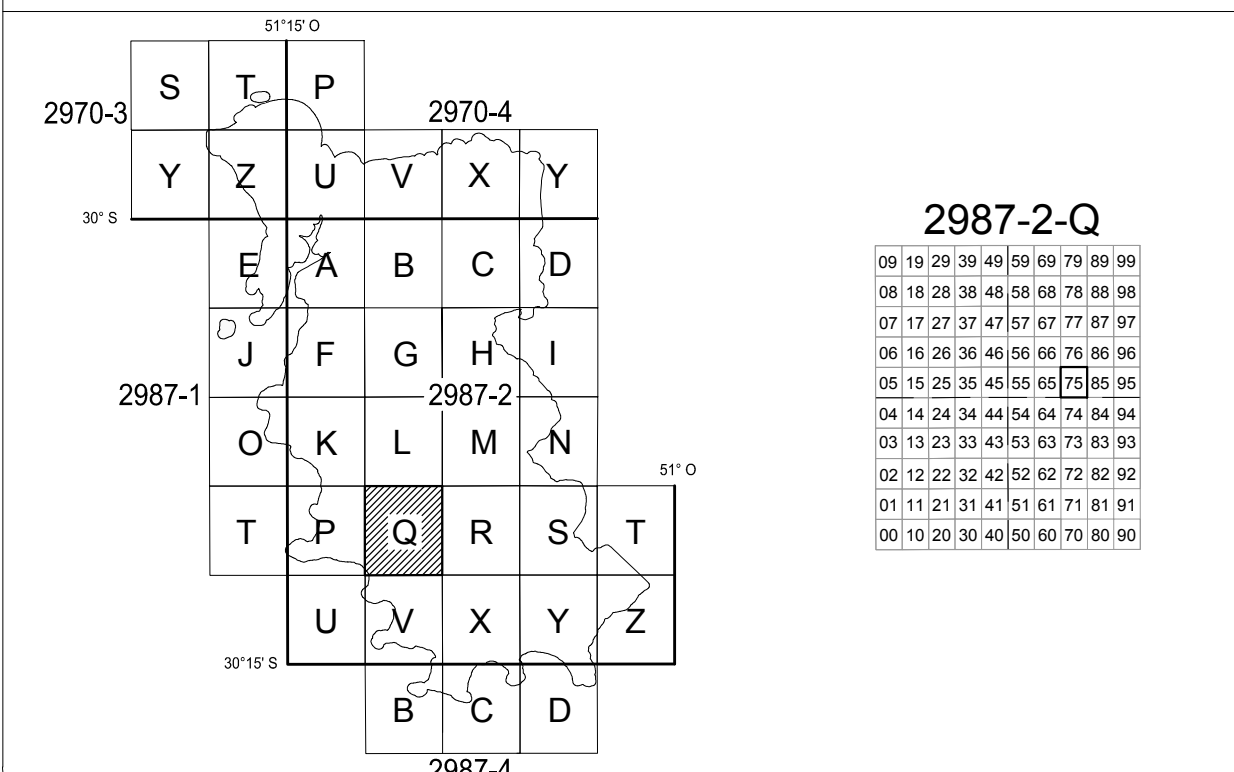 51°15' O
S T P
2970-3
2970-4
Y Z U V X Y
30° S
E A B C D
J F G H I
2987-1
2987-2
O K L M N
51° O
T P Q R S T
U V X Y Z
30°15' S
B C D
2987-4
2987-2-Q
09 19 29 39 49 59 69 79 89 99
08 18 28 38 48 58 68 78 88 98
07 17 27 37 47 57 67 77 87 97
06 16 26 36 46 56 66 76 86 96
05 15 25 35 45 55 65 75 85 95
04 14 24 34 44 54 64 74 84 94
03 13 23 33 43 53 63 73 83 93
02 12 22 32 42 52 62 72 82 92
01 11 21 31 41 51 61 71 81 91
00 10 20 30 40 50 60 70 80 90